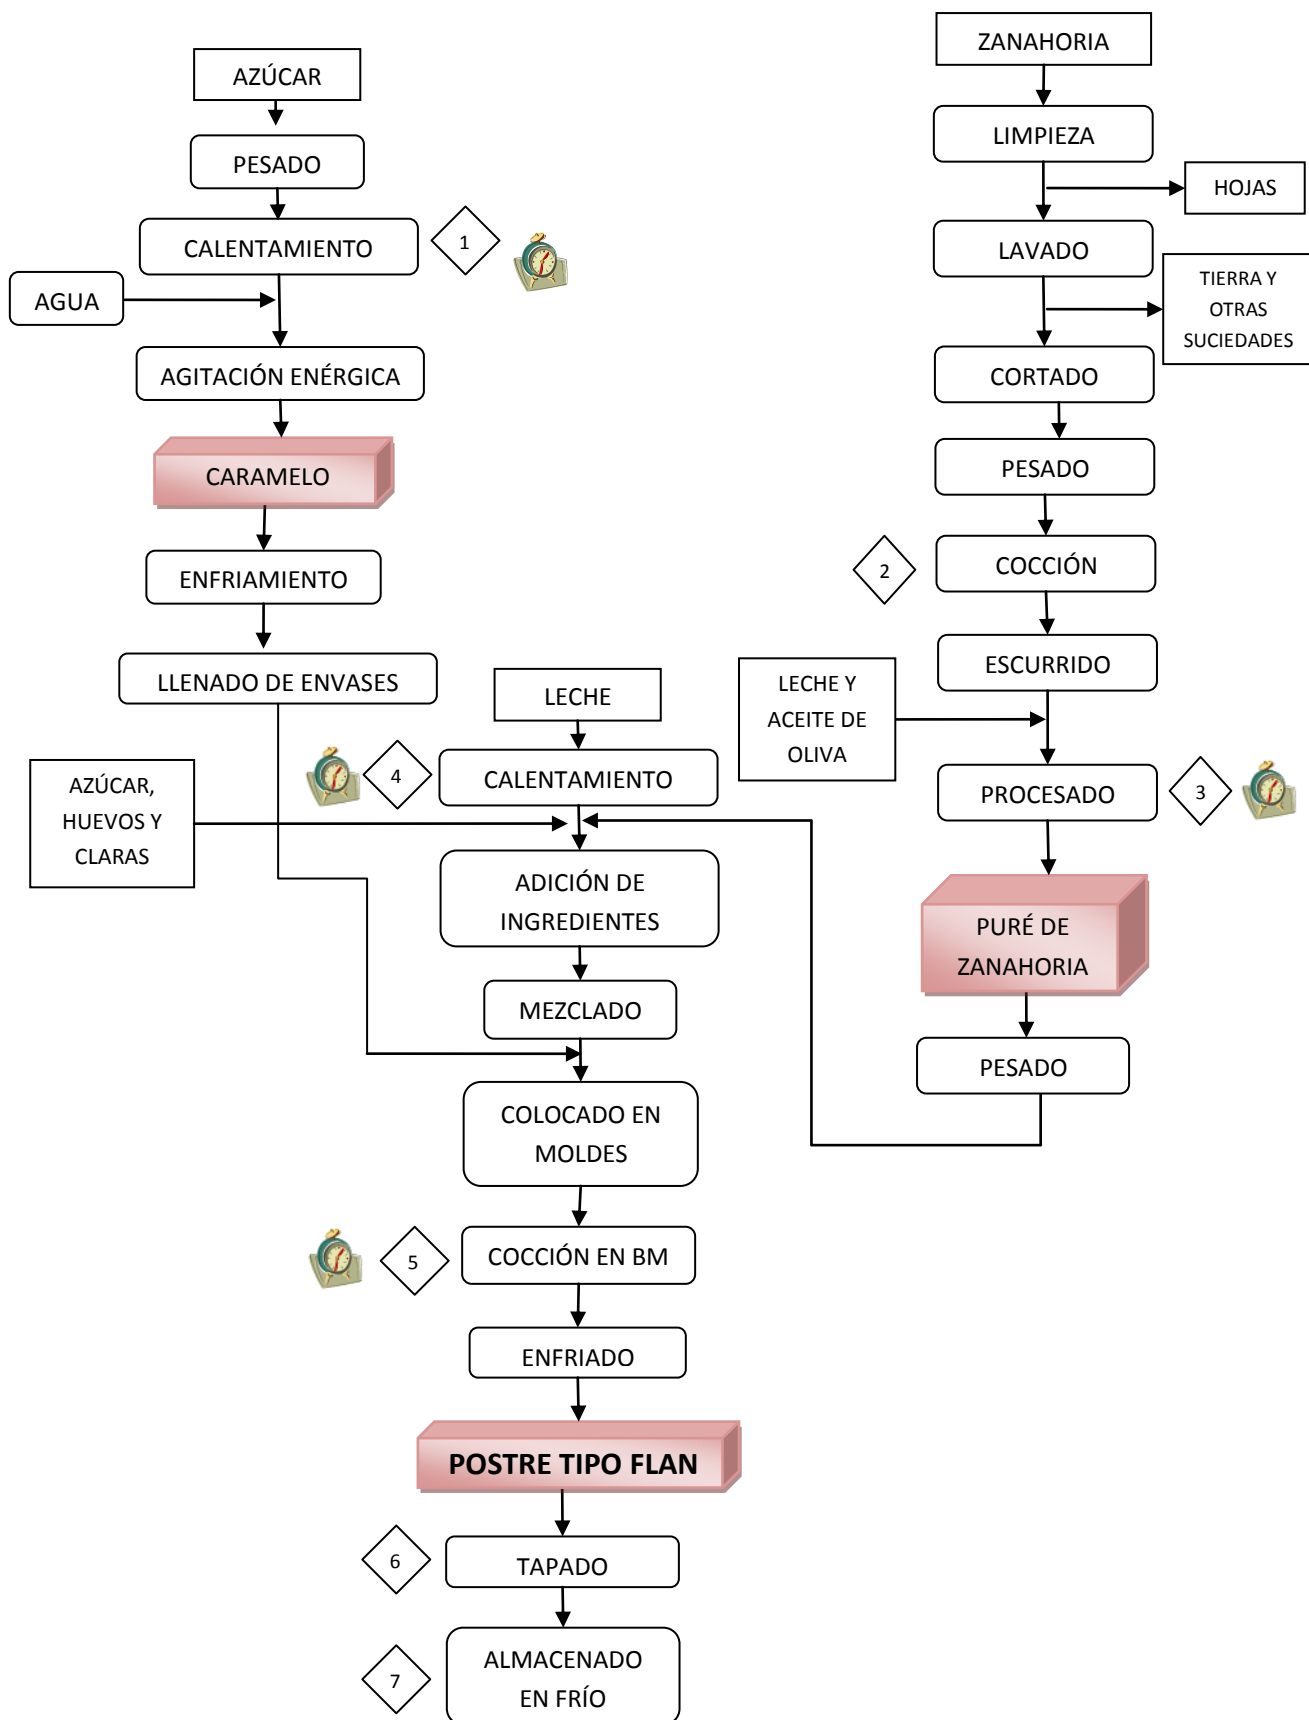 AZÚCAR
PESADO
CALENTAMIENTO
1
AGUA
AGITACIÓN ENÉRGICA
CARAMELO
ENFRIAMIENTO
LLENADO DE ENVASES
ZANAHORIA
LIMPIEZA
HOJAS
LAVADO
TIERRA Y
OTRAS
SUCIEDADES
CORTADO
PESADO
2
COCCIÓN
ESCURRIDO
LECHE Y
ACEITE DE
OLIVA
PROCESADO
3
PURÉ DE
ZANAHORIA
PESADO
LECHE
4
CALENTAMIENTO
AZÚCAR,
HUEVOS Y
CLARAS
ADICIÓN DE
INGREDIENTES
MEZCLADO
COLOCADO EN
MOLDES
5
COCCIÓN EN BM
ENFRIADO
POSTRE TIPO FLAN
6
TAPADO
7
ALMACENADO
EN FRÍO